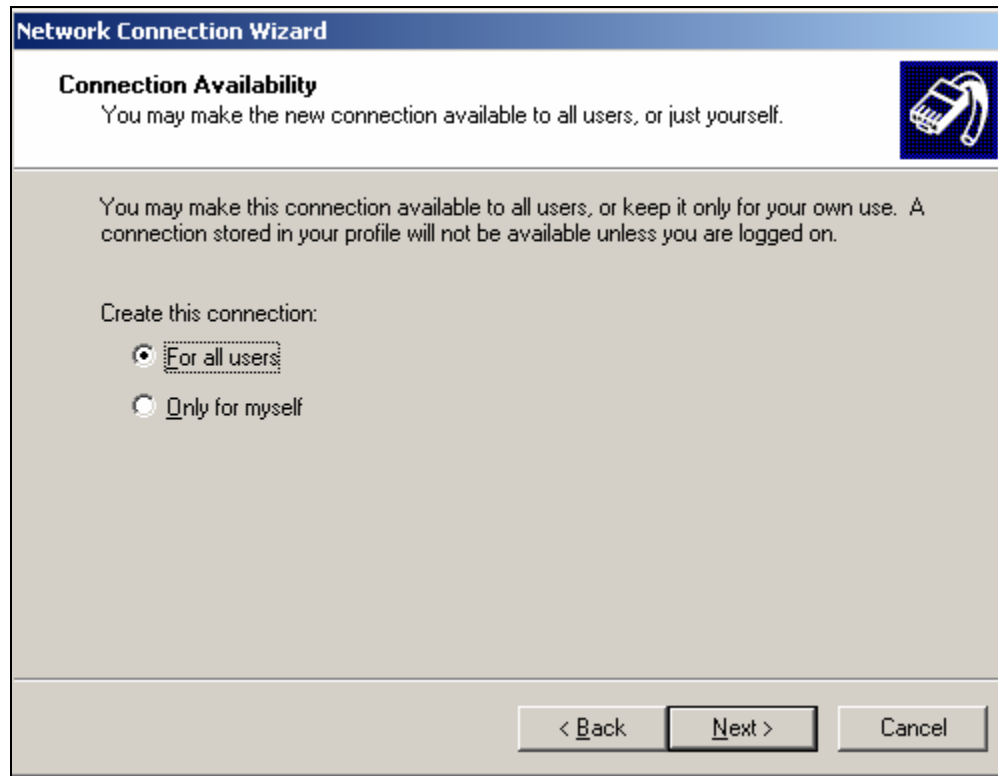 Network Connection Wizard
Connection Availability
You may make the new connection available to all users, or just yourself.
You may make this connection available to all users, or keep it only for your own use.  A
connection stored in your profile will not be available unless you are logged on.
Create this connection:
For all users
Only for myself
< Back
Next >
Cancel